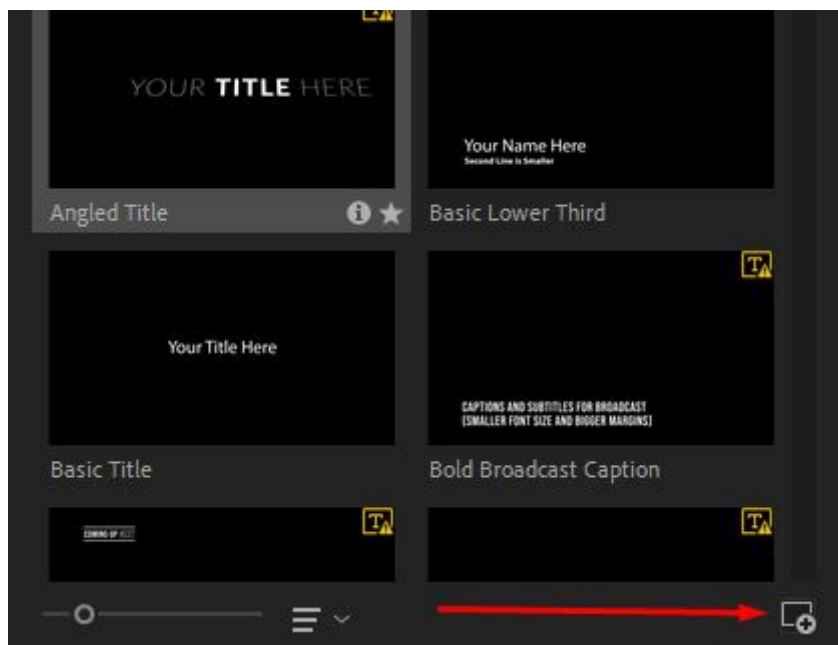 YOUR TITLE HERE
Your Name Here
Second Line is Smaller
Angled Title
Basic Lower Third
Your Title Here
CAPTIONS AND SUBTITLES FOR BROADCAST
(SMALLER FONT SIZE AND BIGGER MARGINS)
Basic Title
Bold Broadcast Caption
COMING UP